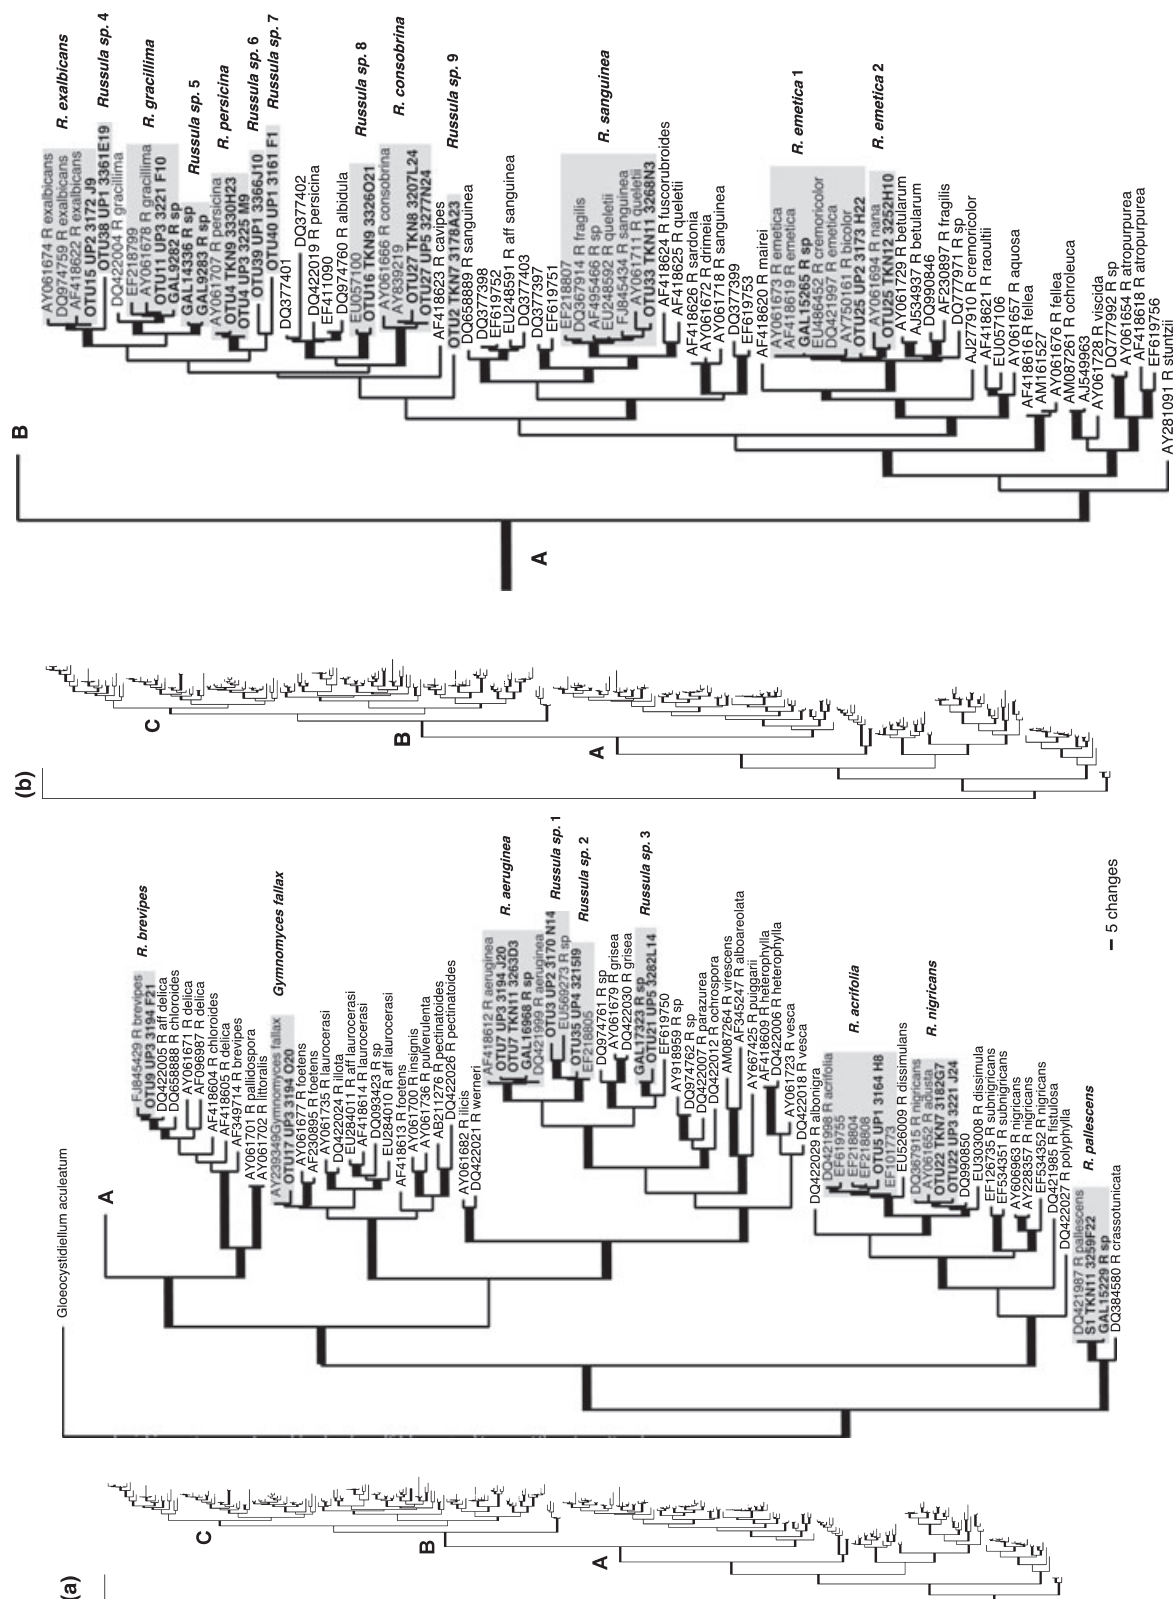 (a)
C
B
A
Gloeocystidiellum aculeatum
A
FJ845429 R brevipes
OTU9 UP3 3194 F21
R. brevipes
DQ422005 R aff delica
DQ658888 R chloroides
AY061671 R delica
AF096987 R delica
AF418604 R chloroides
AF418605 R delica
AF349714 R brevipes
AY061701 R pallidospora
AY061702 R littoralis
AY239349Gymnomyces fallax
OTU17 UP3 3194 O20
Gymnomyces fallax
AY061677 R foetens
AF230895 R foetens
AY061735 R laurocerasi
DQ422024 R illota
EU284011 R aff laurocerasi
AF418614 R laurocerasi
DQ093423 R sp
EU284010 R aff laurocerasi
AF418613 R foetens
AY061700 R insignis
AY061736 R pulverulenta
AB211276 R pectinatoides
DQ422026 R pectinatoides
AY061682 R ilicis
DQ422021 R werneri
AF418612 R aeruginea
OTU7 UP3 3194 J20
OTU7 TKN11 3263D3
GAL16968 R sp
DQ421999 R aeruginea
R. aeruginea
OTU3 UP2 3170 N14
EU569273 R sp
Russula sp. 1
OTU36 UP4 3215I9
EF218805
Russula sp. 2
DQ974761 R sp
AY061679 R grisea
DQ422030 R grisea
GAL17323 R sp
OTU21 UP5 3282L14
Russula sp. 3
EF619750
AY918959 R sp
DQ974762 R sp
DQ422007 R parazurea
DQ422012 R ochrospora
AM087284 R virescens
AF345247 R alboareolata
AY667425 R puiggarii
AF418609 R heterophylla
DQ422006 R heterophylla
AY061723 R vesca
DQ422018 R vesca
DQ422029 R albonigra
DQ421998 R acrifolia
EF619755
EF218804
EF218808
OTU5 UP1 3164 H8
EF101773
R. acrifolia
EU526009 R dissimulans
DQ367915 R nigricans
AY061652 R adusta
OTU22 TKN7 3182G7
OTU22 UP3 3221 J24
R. nigricans
DQ990850
EU303008 R dissimula
EF126735 R subnigricans
EF534351 R subnigricans
AY606963 R nigricans
AY228357 R nigricans
EF534352 R nigricans
DQ421985 R fistulosa
DQ422027 R polyphylla
DQ421987 R pallescens
S1 TKN11 3259F22
GAL15229 R sp
R. pallescens
DQ384580 R crassotunicata
5 changes
(b)
C
B
A
B
A
AY061674 R exalbicans
DQ974759 R exalbicans
AF418622 R exalbicans
OTU15 UP2 3172 J9
R. exalbicans
OTU38 UP1 3361E19
Russula sp. 4
DQ422004 R gracillima
EF218799
AY061678 R gracillima
OTU11 UP3 3221 F10
R. gracillima
GAL9282 R sp
GAL14336 R sp
GAL9283 R sp
Russula sp. 5
AY061707 R persicina
OTU4 TKN9 3330H23
OTU4 UP3 3225 M9
R. persicina
OTU39 UP1 3366J10
Russula sp. 6
OTU40 UP1 3161 F1
Russula sp. 7
DQ377401
DQ377402
DQ422019 R persicina
EF411090
DQ974760 R albidula
EU057100
OTU16 TKN9 3326O21
Russula sp. 8
AY061666 R consobrina
AY839219
OTU27 TKN8 3207L24
OTU27 UP5 3277N24
R. consobrina
AF418623 R cavipes
OTU2 TKN7 3178A23
Russula sp. 9
DQ658889 R sanguinea
DQ377398
EF619752
EU248591 R aff sanguinea
DQ377403
DQ377397
EF619751
EF218807
DQ367914 R fragilis
AF495468 R sp
EU248592 R queletii
FJ845434 R sanguinea
AY061711 R queletii
OTU33 TKN11 3268N3
R. sanguinea
AF418624 R fuscorubroides
AF418625 R queletii
AF418626 R sardonia
AY061672 R drimeia
AY061718 R sanguinea
DQ377399
EF619753
AF418620 R mairei
AY061673 R emetica
AF418619 R emetica
GAL15265 R sp
EU486452 R cremoricolor
DQ421997 R emetica
AY750161 R bicolor
OTU25 UP2 3173 H22
R. emetica 1
AY061694 R nana
OTU25 TKN12 3252H10
R. emetica 2
AY061729 R betularum
AJ534937 R betularum
DQ990846
AF230897 R fragilis
DQ777971 R sp
AJ277910 R cremoricolor
AF418621 R raoultii
EU057106
AY061657 R aquosa
AF418616 R fellea
AM161527
AY061676 R fellea
AM087261 R ochroleuca
AJ549963
AY061728 R viscida
DQ777992 R sp
AY061654 R atropurpurea
AF418618 R atropurpurea
EF619756
AY281091 R stuntzii